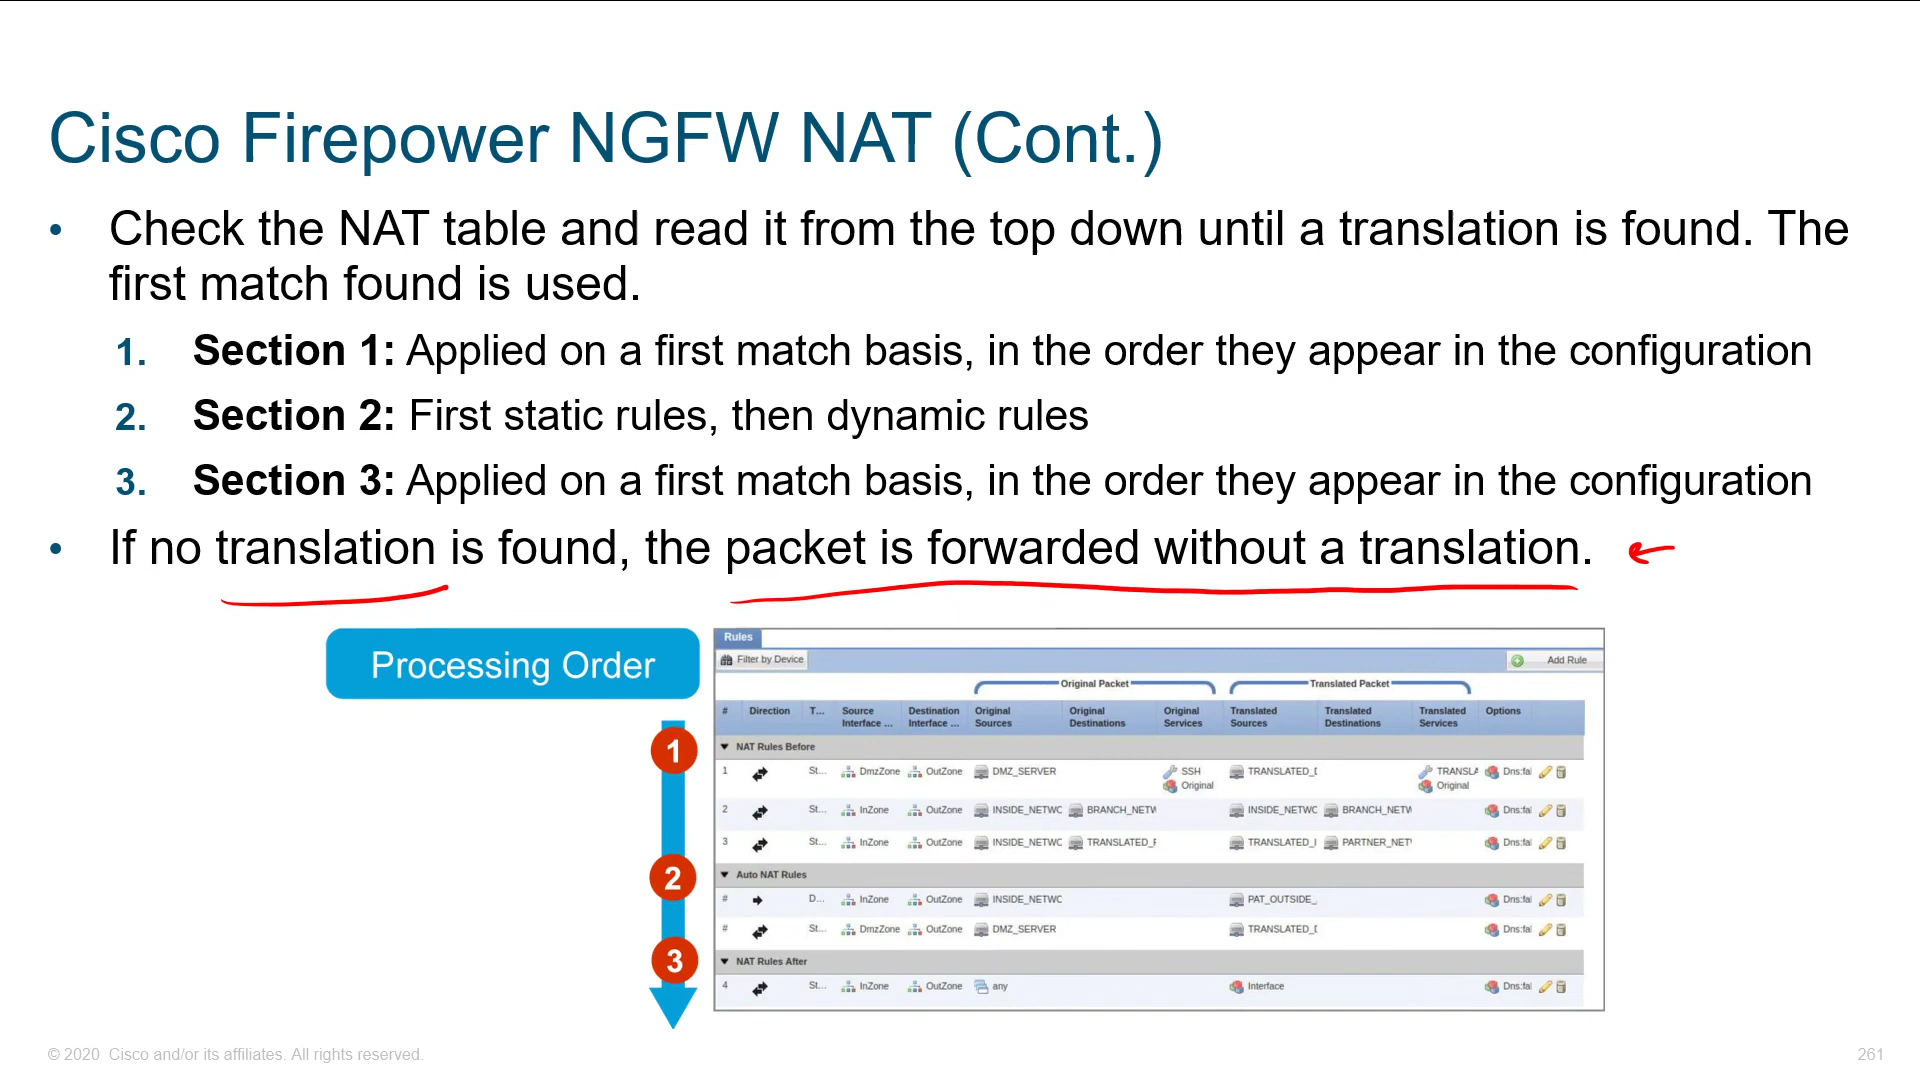 Cisco Firepower NGFW NAT (Cont.)
• Check the NAT table and read it from the top down until a translation is found. The
first match found is used.
1. Section 1: Applied on a first match basis, in the order they appear in the configuration
2. Section 2: First static rules, then dynamic rules
3. Section 3: Applied on a first match basis, in the order they appear in the configuration
• If no translation is found, the packet is forwarded without a translation.
Processing Order
1
2
3
Rules
Filter by Device Add Rule
Original Packet Translated Packet
# Direction T... Source Interface ... Destination Interface ... Original Sources Original Destinations Original Services Translated Sources Translated Destinations Translated Services Options
NAT Rules Before
1 St... DmzZone OutZone DMZ_SERVER SSH TRANSLATED_D TRANSLA Dns:fal
Original Original
2 St... InZone OutZone INSIDE_NETWC BRANCH_NETW INSIDE_NETWC BRANCH_NETW Dns:fal
3 St... InZone OutZone INSIDE_NETWC TRANSLATED_F TRANSLATED_I PARTNER_NET Dns:fal
Auto NAT Rules
# D... InZone OutZone INSIDE_NETWC PAT_OUTSIDE_ Dns:fal
# St... DmzZone OutZone DMZ_SERVER TRANSLATED_D Dns:fal
NAT Rules After
4 St... InZone OutZone any Interface Dns:fal
© 2020 Cisco and/or its affiliates. All rights reserved.
261